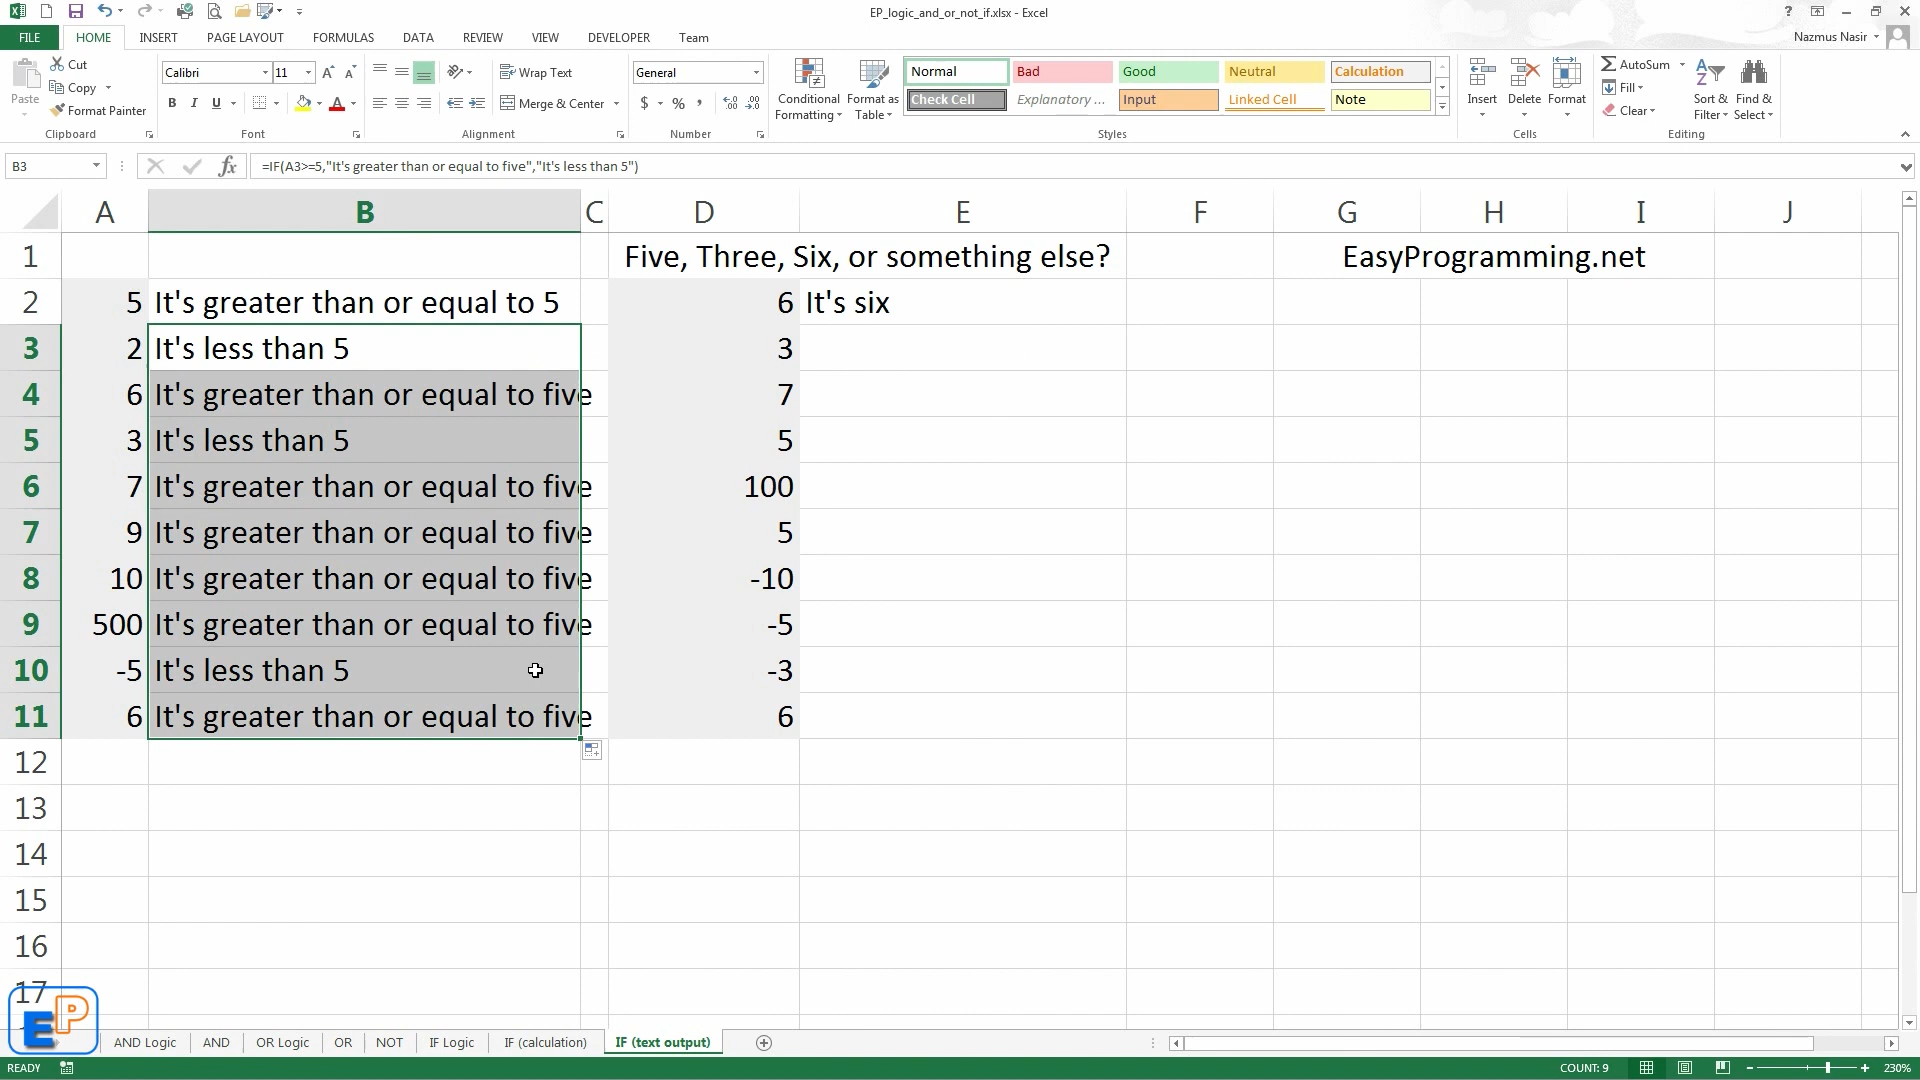 EP_logic_and_or_not_if.xlsx - Excel
?
FILE HOME INSERT PAGE LAYOUT FORMULAS DATA REVIEW VIEW DEVELOPER Team
Nazmus Nasir
Paste
Cut
Copy
Format Painter
Clipboard
Calibri 11
B I U
Font
Wrap Text
Merge & Center
Alignment
General
$ % ,
Number
Conditional Formatting
Format as Table
Normal Bad Good Neutral Calculation
Check Cell Explanatory ... Input Linked Cell Note
Styles
Insert Delete Format
Cells
AutoSum
Fill
Clear
Sort & Filter
Find & Select
Editing
B3
fx
=IF(A3>=5,"It's greater than or equal to five","It's less than 5")
A B C D E F G H I J
1 Five, Three, Six, or something else? EasyProgramming.net
2 5 It's greater than or equal to 5 6 It's six
3 2 It's less than 5 3
4 6 It's greater than or equal to five 7
5 3 It's less than 5 5
6 7 It's greater than or equal to five 100
7 9 It's greater than or equal to five 5
8 10 It's greater than or equal to five -10
9 500 It's greater than or equal to five -5
10 -5 It's less than 5 -3
11 6 It's greater than or equal to five 6
12
13
14
15
16
17
EP
AND Logic AND OR Logic OR NOT IF Logic IF (calculation) IF (text output)
READY
COUNT: 9
230%